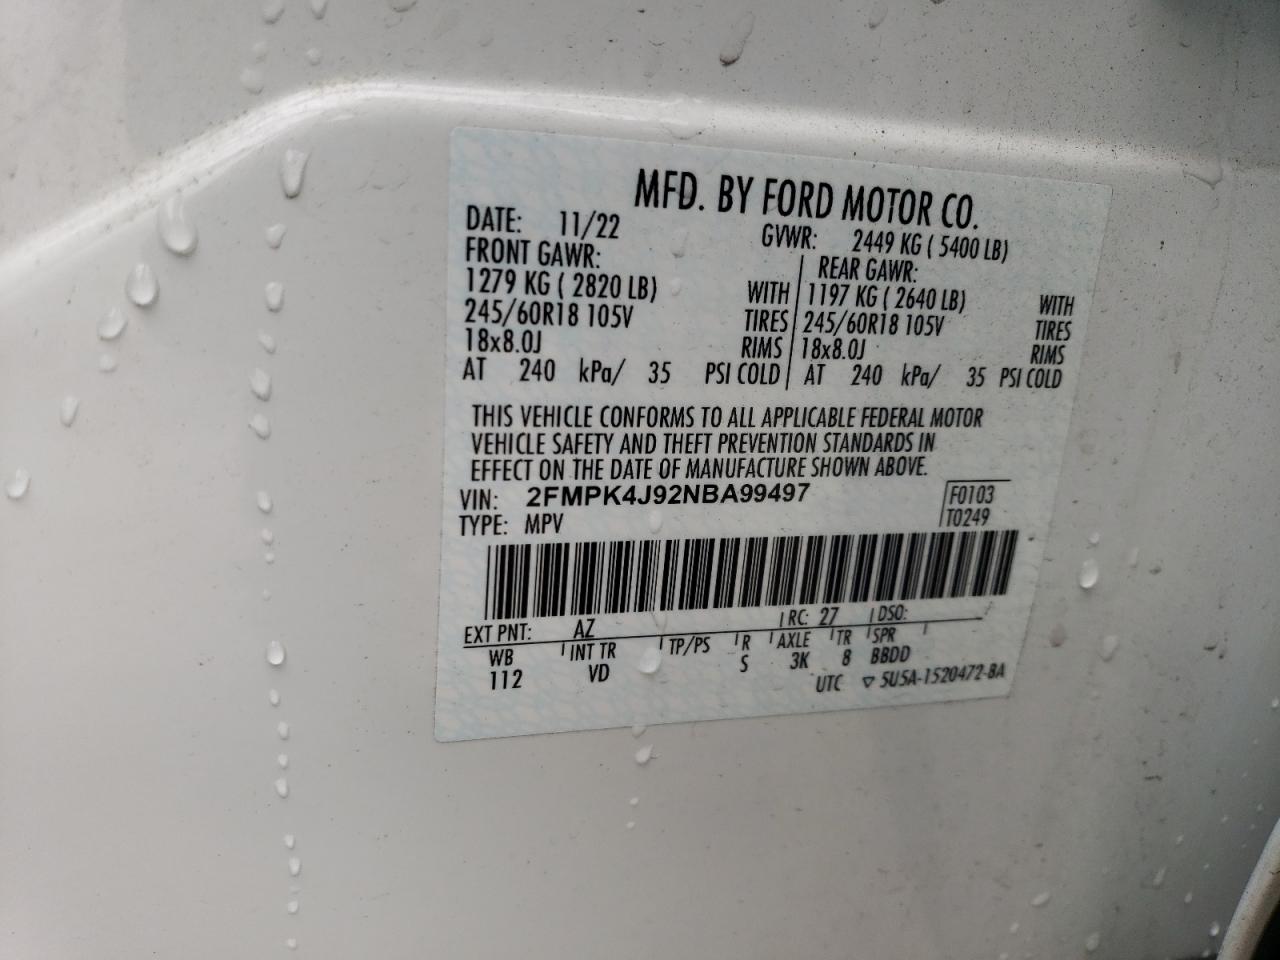 MFD. BY FORD MOTOR CO.
DATE: 11/22 GVWR: 2449 KG ( 5400 LB)
FRONT GAWR: REAR GAWR:
1279 KG ( 2820 LB) WITH 1197 KG ( 2640 LB) WITH
245/60R18 105V TIRES 245/60R18 105V TIRES
18x8.0J RIMS 18x8.0J RIMS
AT 240 kPa/ 35 PSI COLD AT 240 kPa/ 35 PSI COLD
THIS VEHICLE CONFORMS TO ALL APPLICABLE FEDERAL MOTOR
VEHICLE SAFETY AND THEFT PREVENTION STANDARDS IN
EFFECT ON THE DATE OF MANUFACTURE SHOWN ABOVE.
VIN: 2FMPK4J92NBA99497 F0103
TYPE: MPV T0249
EXT PNT: AZ RC: 27 DSO:
WB INT TR TP/PS R AXLE TR SPR
112 VD S 3K 8 BBDD
UTC ▽ 5U5A-1520472-BA